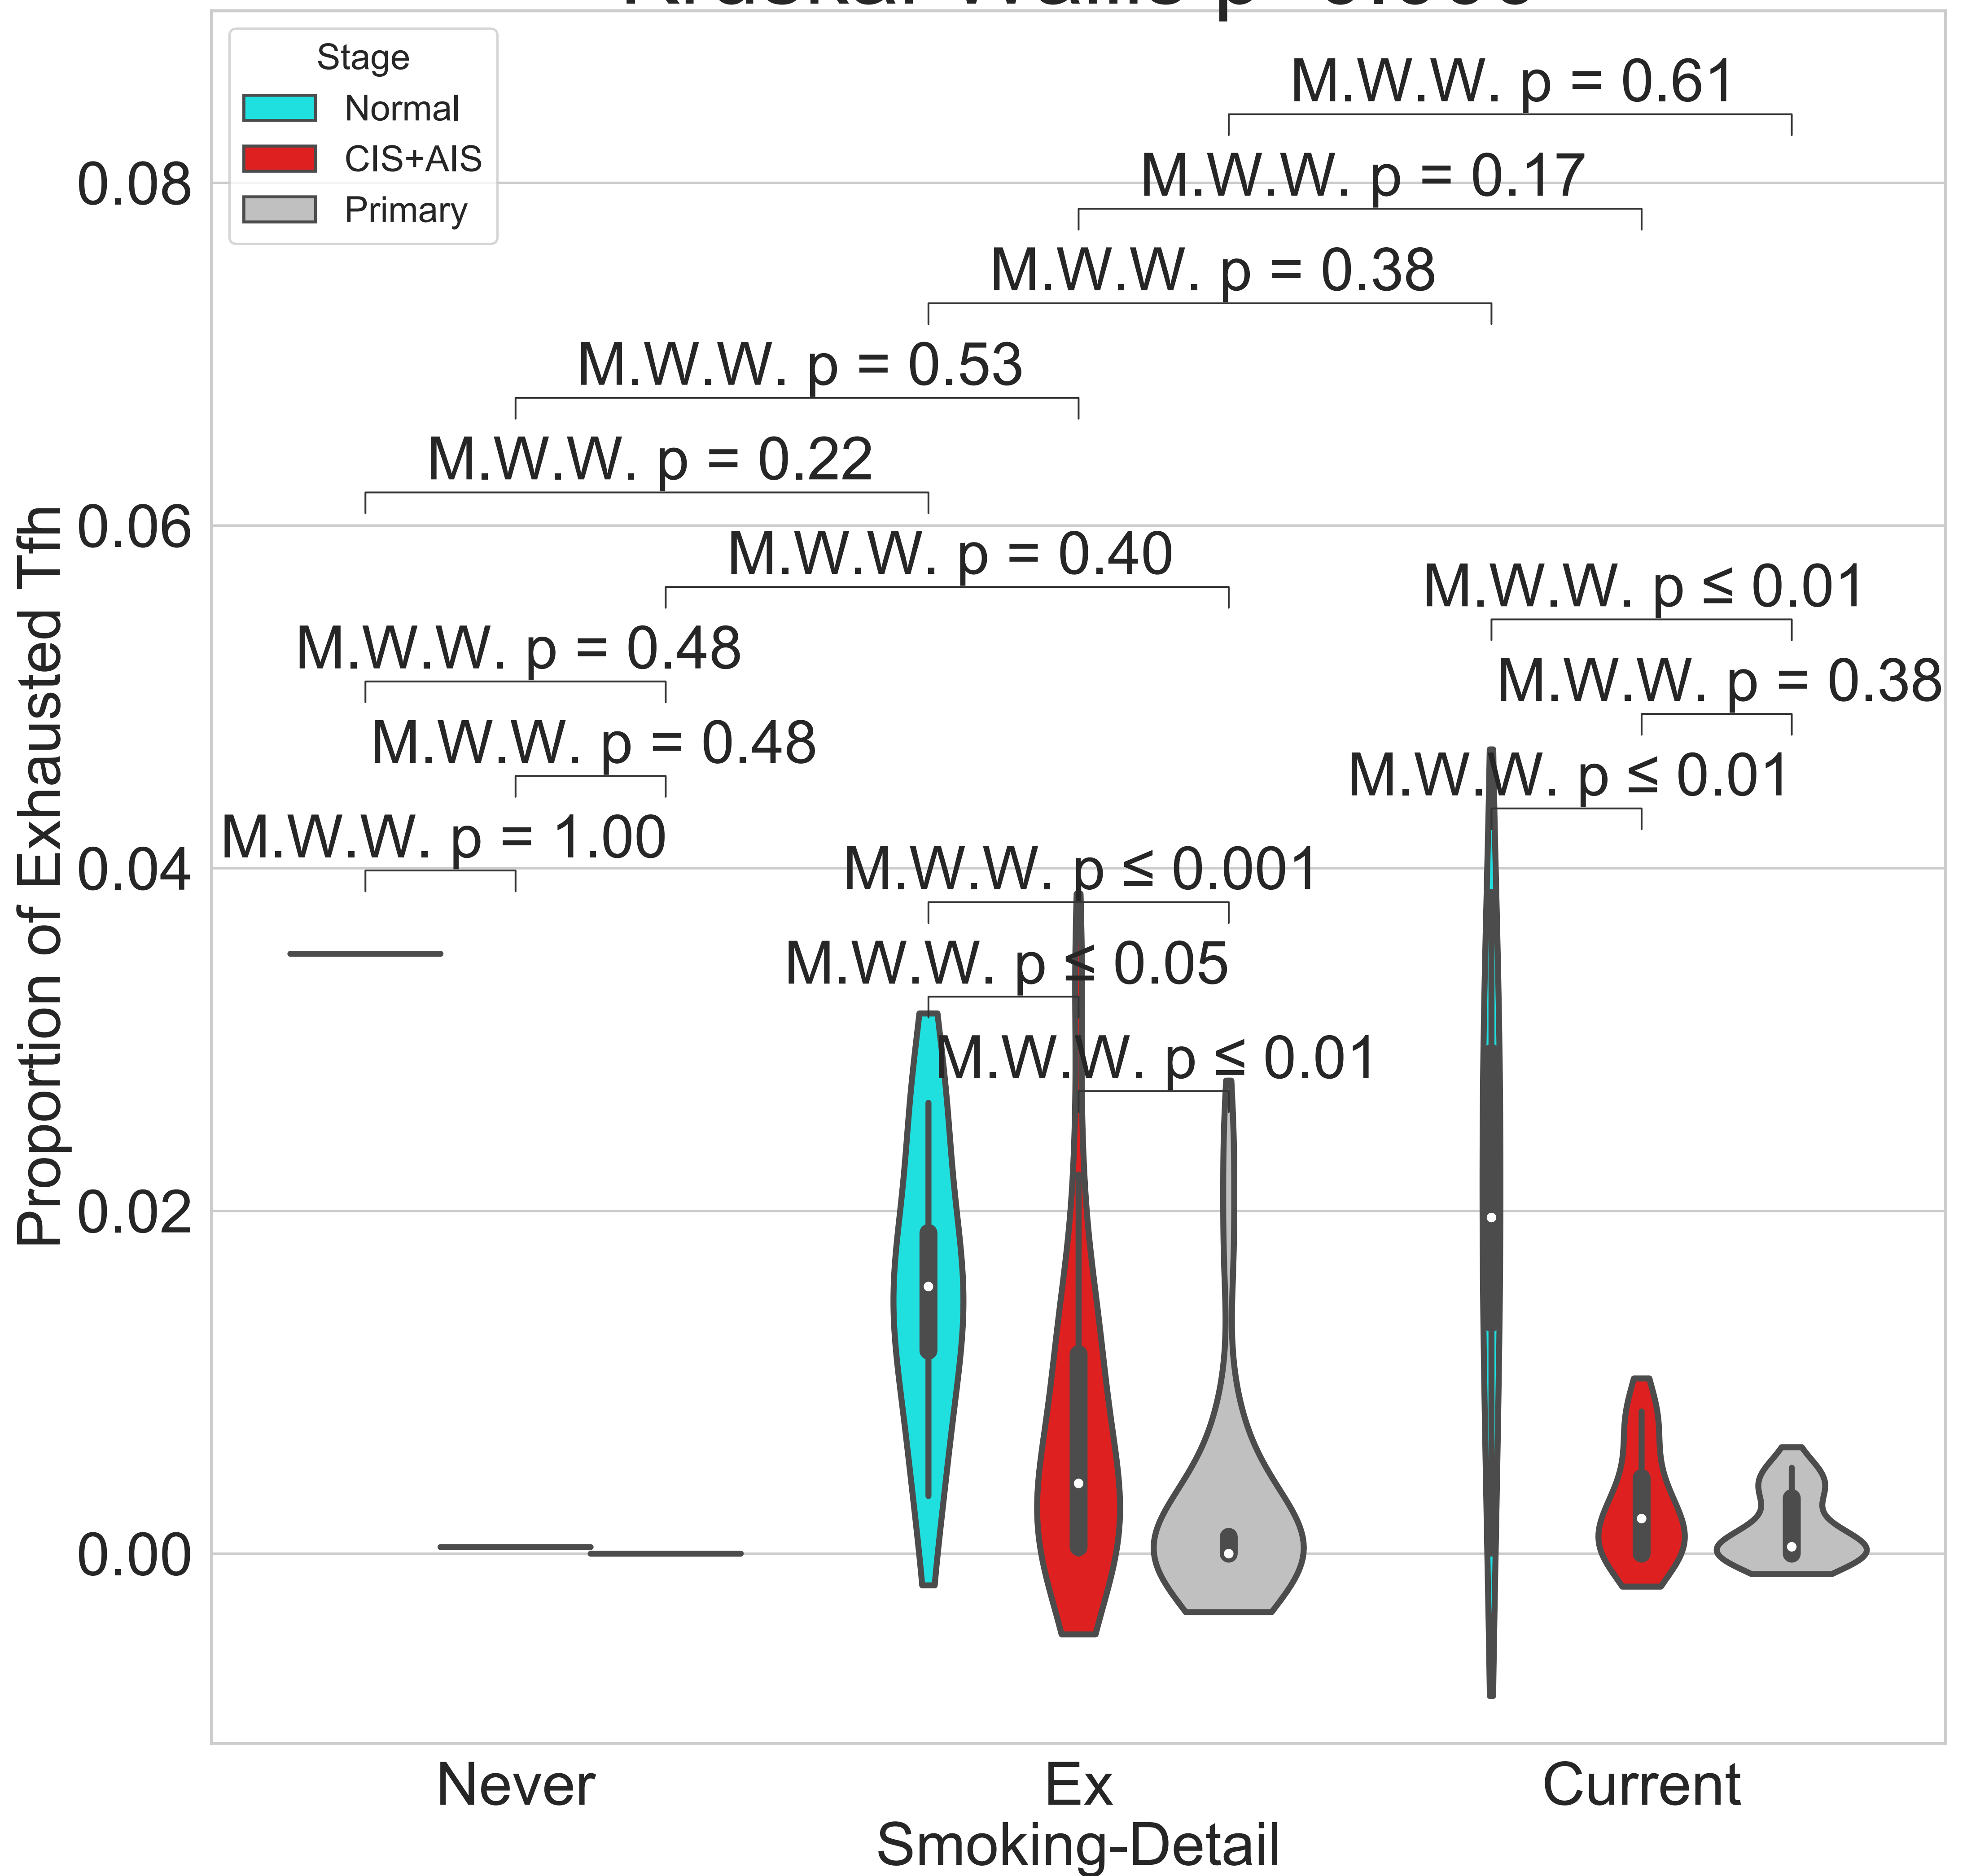 Stage
Normal
CIS+AIS
Primary
M.W.W. p = 0.61
M.W.W. p = 0.17
M.W.W. p = 0.38
M.W.W. p = 0.53
M.W.W. p = 0.22
M.W.W. p = 0.40
M.W.W. p ≤ 0.01
M.W.W. p = 0.48
M.W.W. p = 0.38
M.W.W. p = 0.48
M.W.W. p ≤ 0.01
M.W.W. p = 1.00
M.W.W. p ≤ 0.001
M.W.W. p ≤ 0.05
M.W.W. p ≤ 0.01
0.08
0.06
0.04
0.02
0.00
Proportion of Exhausted Tfh
Never
Ex
Current
Smoking-Detail